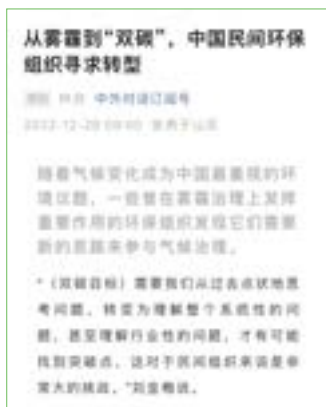 从雾霾到“双碳”，中国民间环保
组织寻求转型
中外对话订阅号
随着气候变化成为中国最重视的环
境议题，一些曾在雾霾治理上发挥
重要作用的环保组织发现它们需要
新的思路来参与气候治理。
“（双碳目标）需要我们从过去点状地思
考问题，转变为理解整个系统性的问
题，甚至理解行业性的问题，才有可能
找到突破点，这对于民间组织来说是非
常大的挑战。”